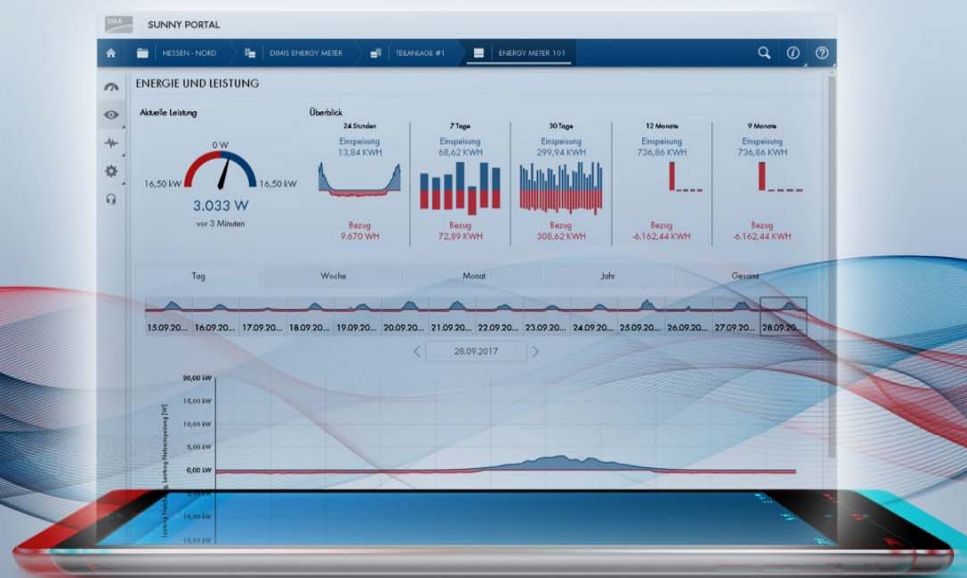 SMA
SUNNY PORTAL
HESSEN - NORD
DIMIS ENERGY METER
TEILANLAGE #1
ENERGY METER 101
ENERGIE UND LEISTUNG
Aktuelle Leistung
Überblick
24 Stunden
7 Tage
30 Tage
12 Monate
9 Monate
0 W
Einspeisung
13,84 KWH
Einspeisung
68,62 KWH
Einspeisung
299,94 KWH
Einspeisung
736,86 KWH
Einspeisung
736,86 KWH
16,50 kW
16,50 kW
3.033 W
vor 3 Minuten
Bezug
9.670 WH
Bezug
72,89 KWH
Bezug
308,62 KWH
Bezug
-6.162,44 KWH
Bezug
-6.162,44 KWH
Tag
Woche
Monat
Jahr
Gesamt
15.09.20...
16.09.20...
17.09.20...
18.09.20...
19.09.20...
20.09.20...
21.09.20...
22.09.20...
23.09.20...
24.09.20...
25.09.20...
26.09.20...
27.09.20...
28.09.20...
28.09.2017
20,00 kW
15,00 kW
10,00 kW
5,00 kW
0,00 kW
10,00 kW
15,00 kW